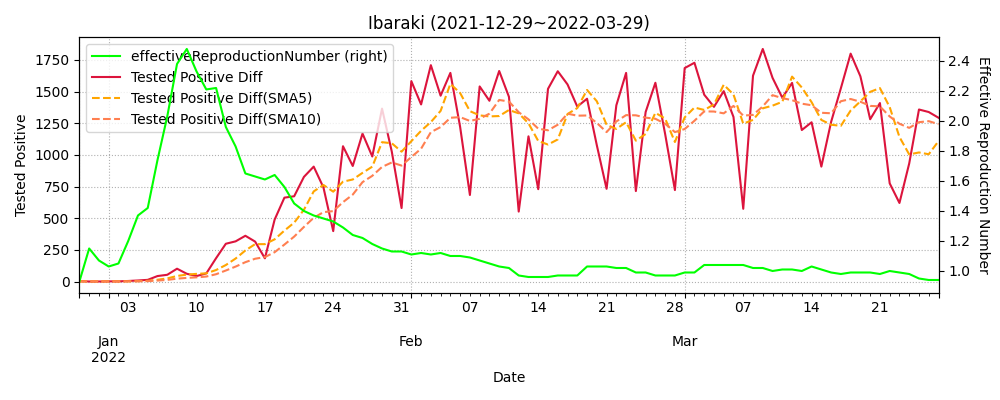 Ibaraki (2021-12-29~2022-03-29)
effectiveReproductionNumber (right)
Tested Positive Diff
Tested Positive Diff(SMA5)
Tested Positive Diff(SMA10)
Tested Positive
1750
1500
1250
1000
750
500
250
0
2.4
2.2
2.0
1.8
1.6
1.4
1.2
1.0
Effective Reproduction Number
03 10 17 24 31 07 14 21 28 07 14 21
Jan Feb Mar
2022
Date